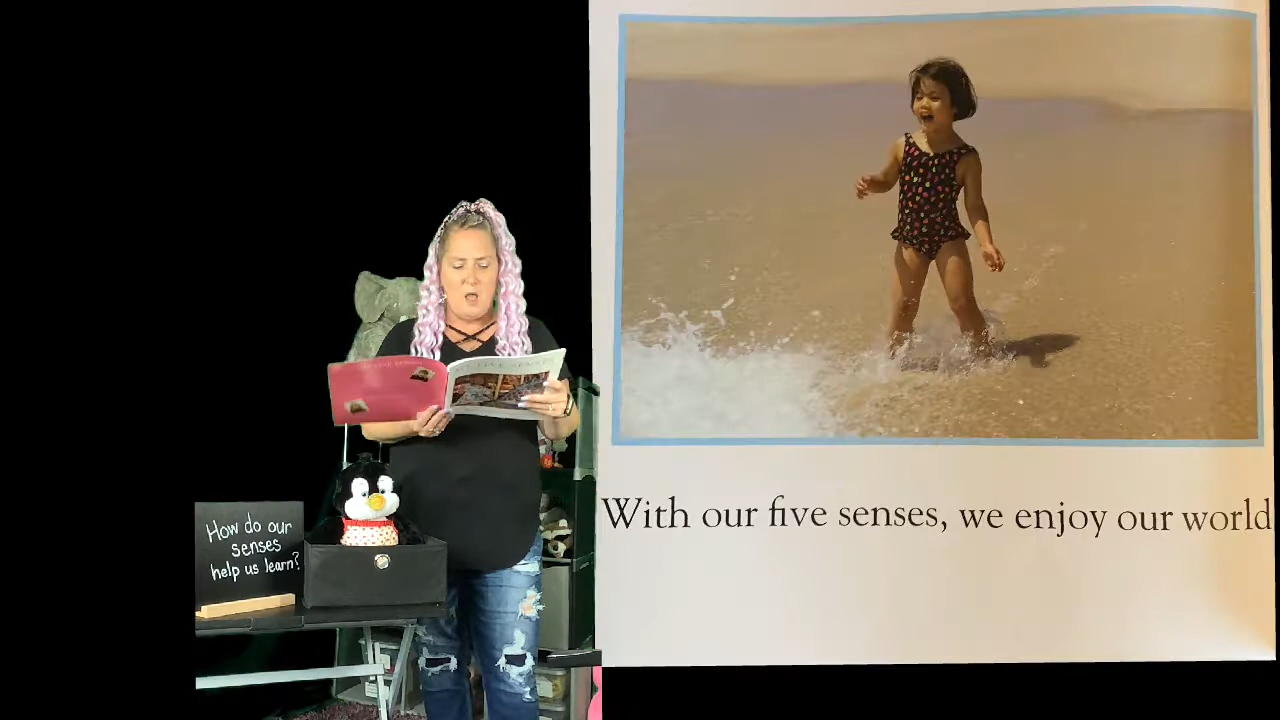 How do our
senses
help us learn?
With our five senses, we enjoy our world